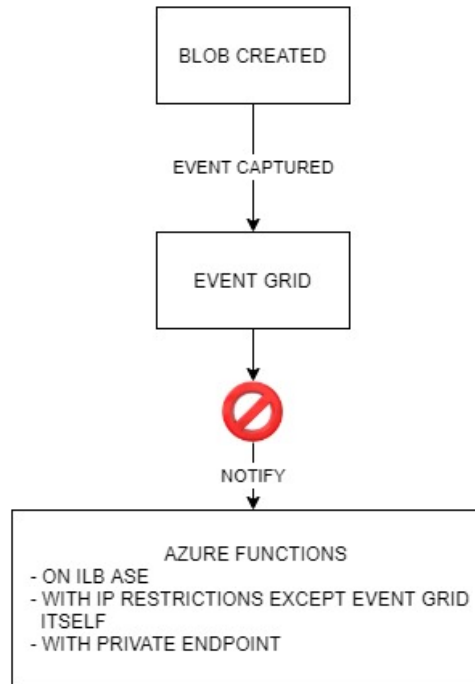 BLOB CREATED
EVENT CAPTURED
EVENT GRID
NOTIFY
AZURE FUNCTIONS
- ON ILB ASE
- WITH IP RESTRICTIONS EXCEPT EVENT GRID
ITSELF
- WITH PRIVATE ENDPOINT